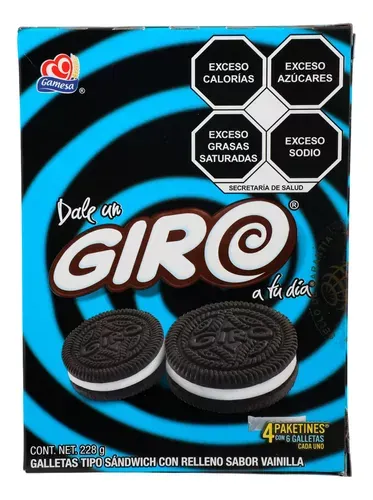 Gamesa
®
EXCESO
CALORÍAS
EXCESO
AZÚCARES
EXCESO
GRASAS
SATURADAS
EXCESO
SODIO
SECRETARÍA DE SALUD
Dale un
GIRO®
a tu día
GIRO
GIRO
4 PAKETINES®
CON 6 GALLETAS
CADA UNO
CONT. NET. 228 g
GALLETAS TIPO SÁNDWICH CON RELLENO SABOR VAINILLA